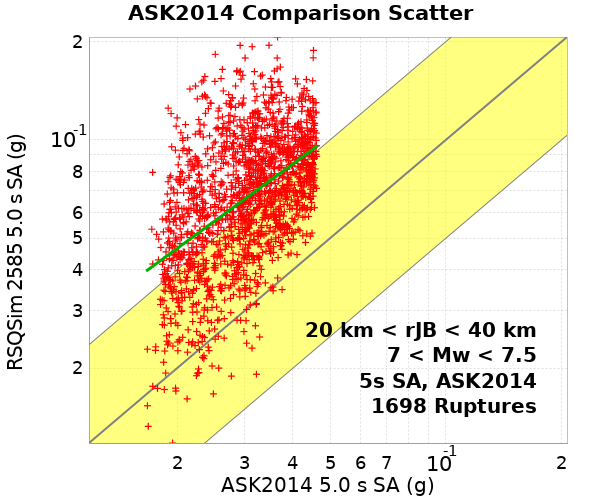 ASK2014 Comparison Scatter
RSQSim 2585 5.0 s SA (g)
2
10-1
8
6
5
4
3
2
20 km < rJB < 40 km
7 < Mw < 7.5
5s SA, ASK2014
1698 Ruptures
2 3 4 5 6 7 10-1 2
ASK2014 5.0 s SA (g)